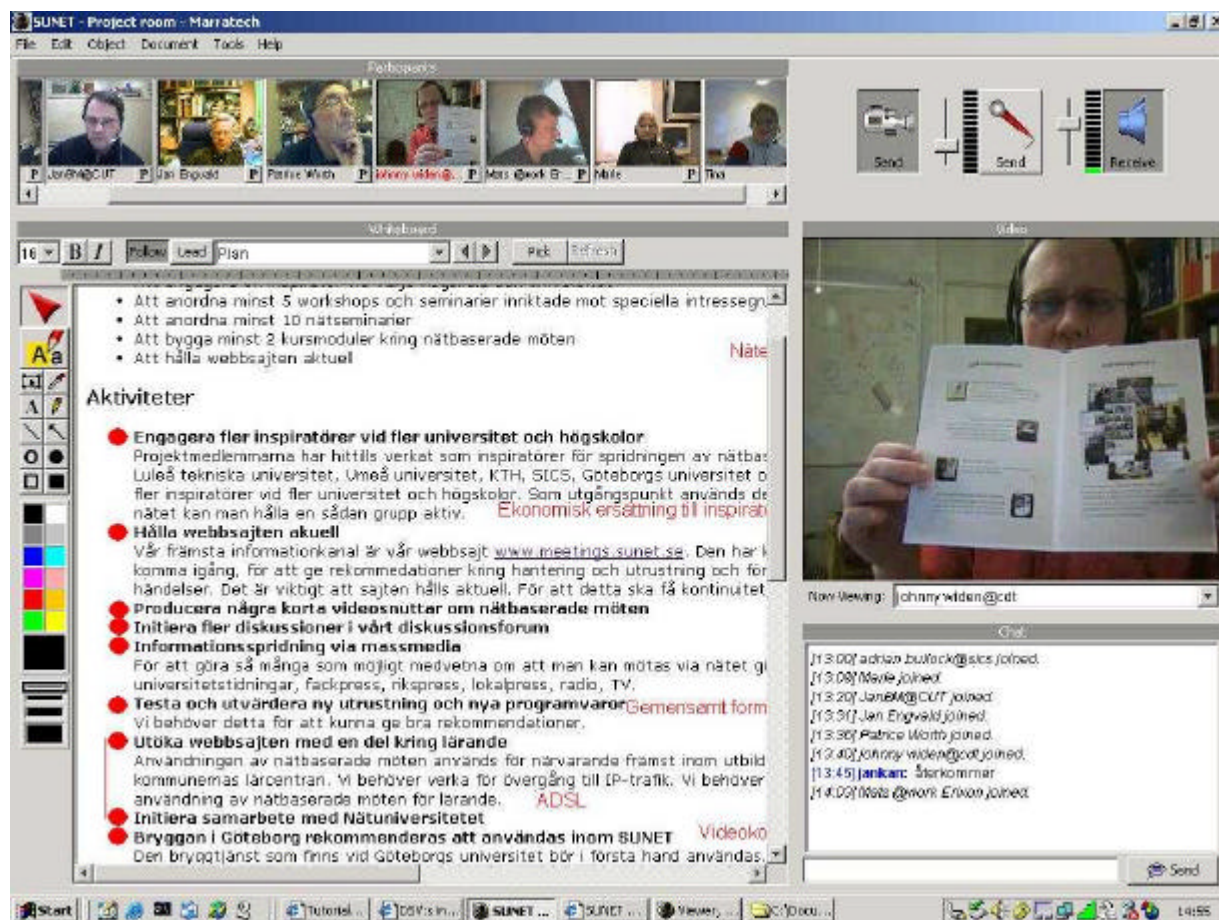 SUNET - Project room - Marratech
File Edit Object Document Tools Help
Participants
P JanBM@CUT P Jan Engvald P Patrice Worth P johnny widen@... P Mats @work Er... P Marie P Tina
Send Send Receive
Whiteboard
Video
16 B I Follow Lead Plan Pick Refresh
• Att anordna minst 5 workshops och seminarier inriktade mot speciella
• Att anordna minst 10 nätseminarier
• Att bygga minst 2 kursmoduler kring nätbaserade möten
• Att hålla webbsajten aktuell
Näte
Aktiviteter
Engagera fler inspiratörer vid fler universitet och högskolor
Projektmedlemmarna har hittills verkat som inspiratörer för spridningen av nätbas
Luleå tekniska universitet, Umeå universitet, KTH, SICS, Göteborgs universitet o
fler inspiratörer vid fler universitet och högskolor. Som utgångspunkt används de
nätet kan man hålla en sådan grupp aktiv.
Ekonomisk ersättning till inspirato
Hålla webbsajten akuell
Vår främsta informationkanal är vår webbsajt www.meetings.sunet.se. Den har k
komma igång, för att ge rekommedationer kring hantering och utrustning och för
händelser. Det är viktigt att sajten hålls aktuell. För att detta ska få kontinuitet
Producera några korta videosnuttar om nätbaserade möten
Initiera fler diskussioner i vårt diskussionsforum
Informationsspridning via massmedia
För att göra så många som möjligt medvetna om att man kan mötas via nätet gi
universitetstidningar, fackpress, rikspress, lokalpress, radio, TV.
Testa och utvärdera ny utrustning och nya programvaror
Gemensamt form
Vi behöver detta för att kunna ge bra rekommendationer.
Utöka webbsajten med en del kring lärande
Användningen av nätbaserade möten används för närvarande främst inom utbild
kommunernas lärcentran. Vi behöver verka för övergång till IP-trafik. Vi behöver
användning av nätbaserade möten för lärande.
ADSL
Initiera samarbete med Nätuniversitetet
Bryggan i Göteborg rekommenderas att användas inom SUNET
Videoko
Den bryggtjänst som finns vid Göteborgs universitet bör i första hand användas.
Now Viewing: johnny widen@cdt
Chat
[13:00] adrian bullock@sics joined.
[13:09] Marie joined.
[13:20] JanBM@CUT joined.
[13:31] Jan Engvald joined.
[13:36] Patrice Worth joined.
[13:40] johnny widen@cdt joined.
[13:45] janikan: återkommer
[14:03] Mats @work Erixon joined.
Send
Start Tutorial... DSV:s in... SUNET ... SUNET ... Viewer, ... C:\Docu... 14:55